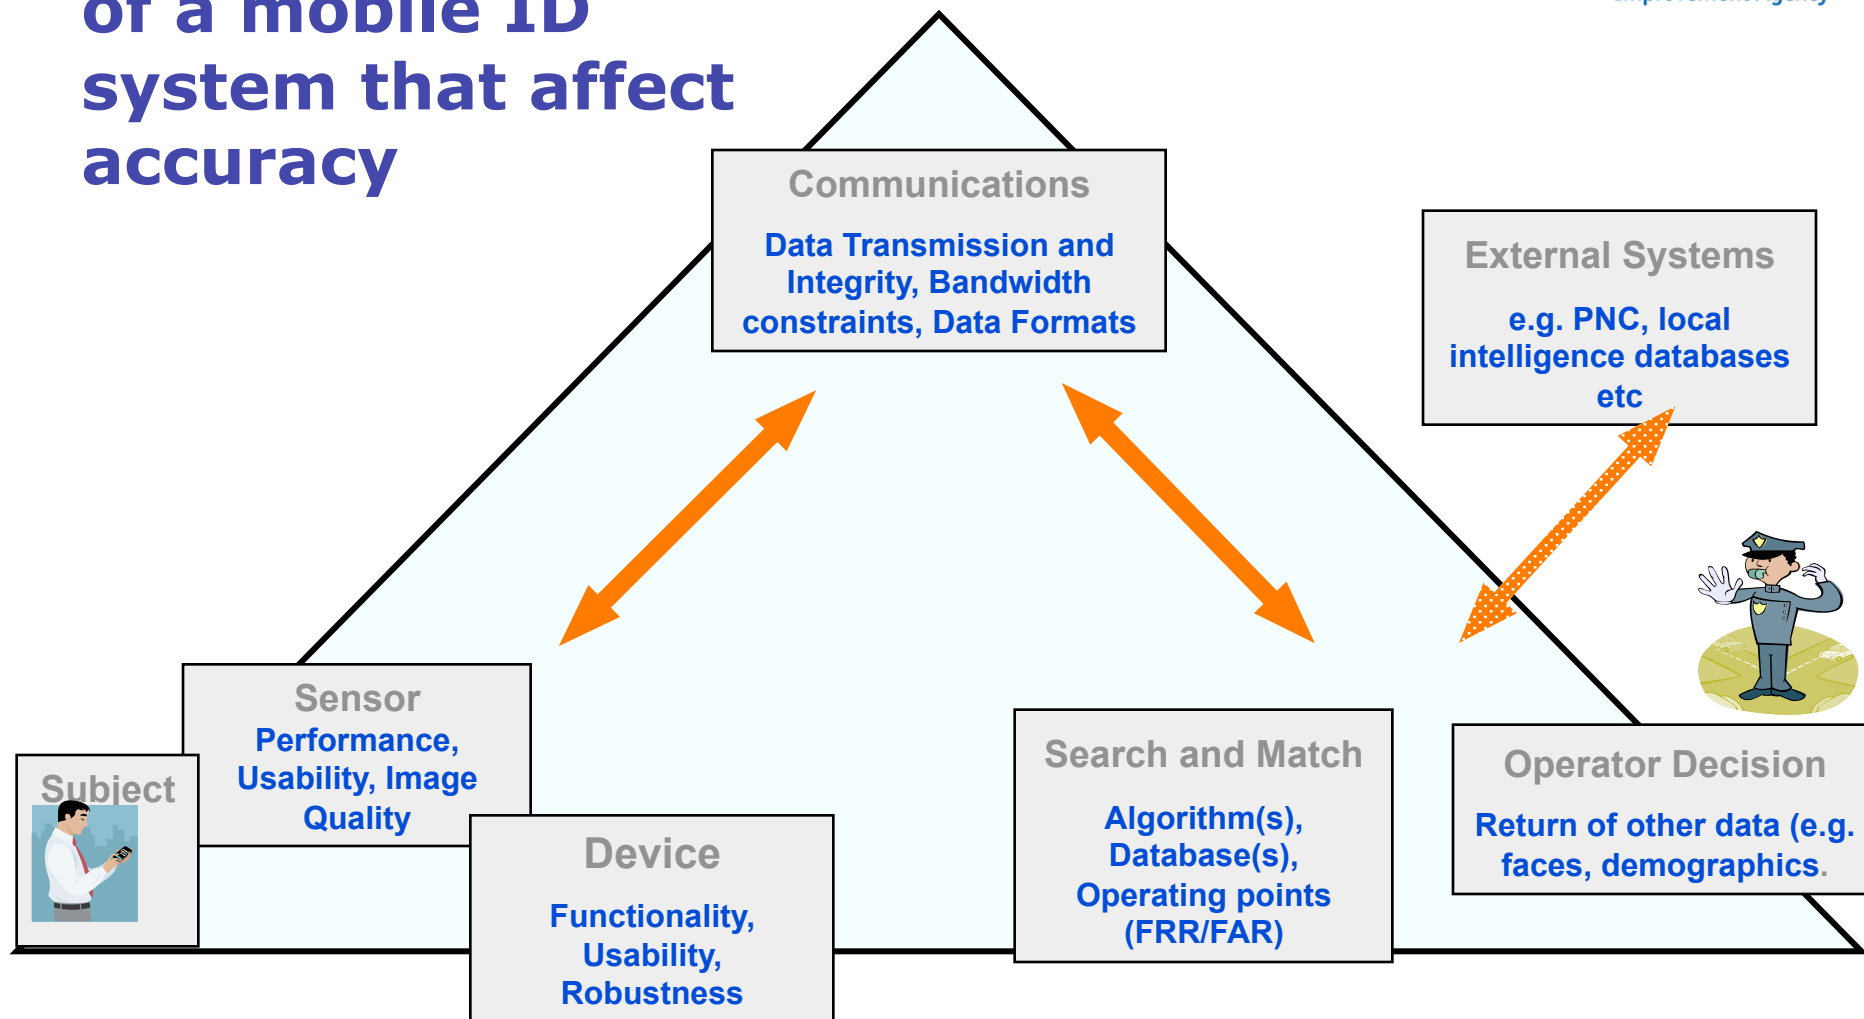 of a mobile ID
system that affect
accuracy
Communications
Data Transmission and
Integrity, Bandwidth
constraints, Data Formats
External Systems
e.g. PNC, local
intelligence databases
etc
Sensor
Performance,
Usability, Image
Quality
Subject
Device
Functionality,
Usability,
Robustness
Search and Match
Algorithm(s),
Database(s),
Operating points
(FRR/FAR)
Operator Decision
Return of other data (e.g.
faces, demographics.